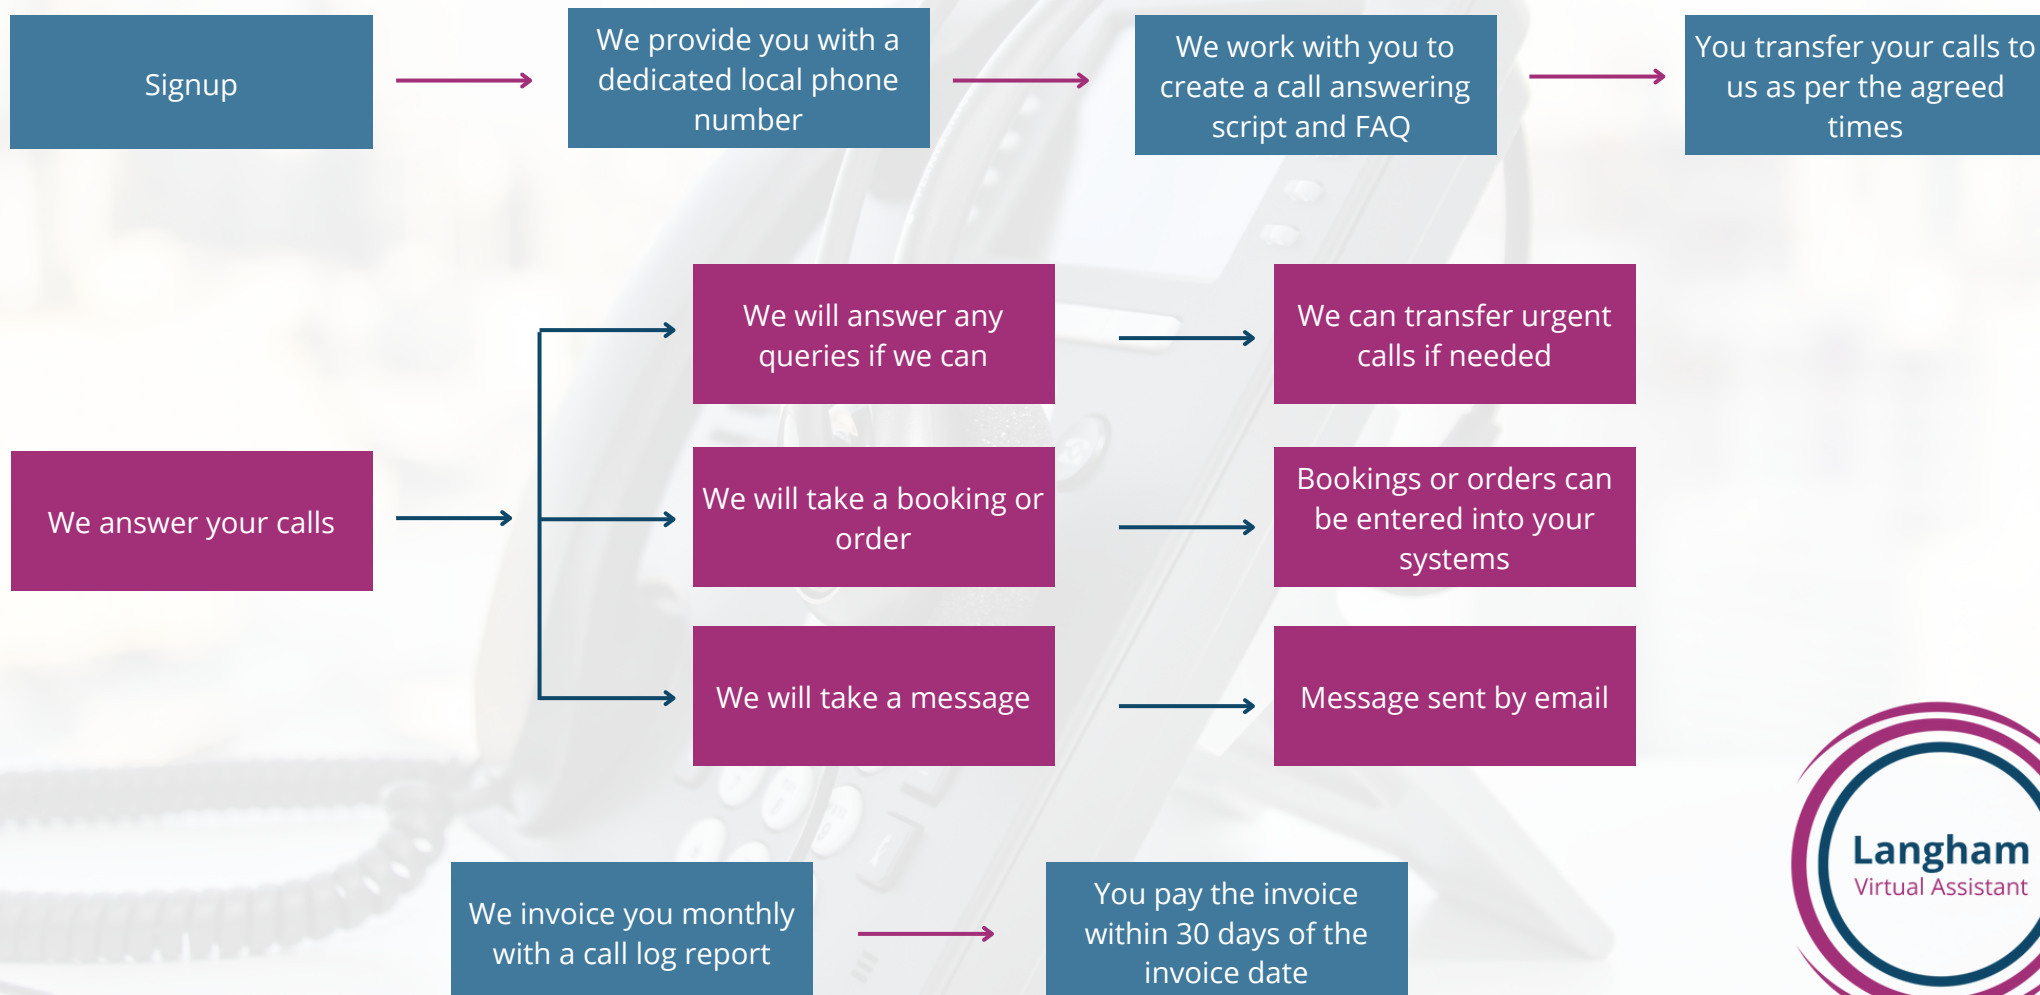 Signup
We provide you with a
dedicated local phone
number
We work with you to
create a call answering
script and FAQ
You transfer your calls to
us as per the agreed
times
We answer your calls
We will answer any
queries if we can
We can transfer urgent
calls if needed
We will take a booking or
order
Bookings or orders can
be entered into your
systems
We will take a message
Message sent by email
We invoice you monthly
with a call log report
You pay the invoice
within 30 days of the
invoice date
Langham
Virtual Assistant